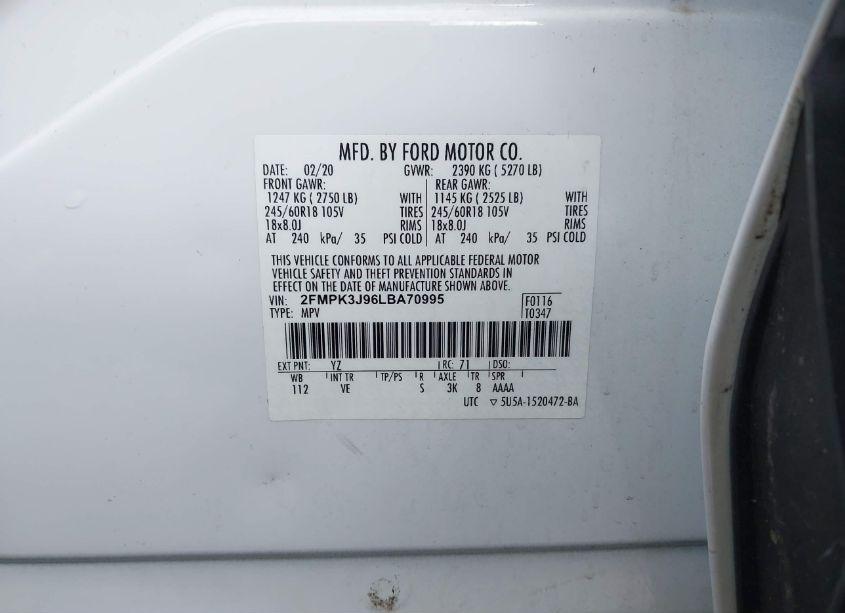 MFD. BY FORD MOTOR CO.
DATE: 02/20 GVWR: 2390 KG ( 5270 LB)
FRONT GAWR: REAR GAWR:
1247 KG ( 2750 LB) WITH 1145 KG ( 2525 LB) WITH
245/60R18 105V TIRES 245/60R18 105V TIRES
18x8.0J RIMS 18x8.0J RIMS
AT 240 kPa/ 35 PSI COLD AT 240 kPa/ 35 PSI COLD
THIS VEHICLE CONFORMS TO ALL APPLICABLE FEDERAL MOTOR
VEHICLE SAFETY AND THEFT PREVENTION STANDARDS IN
EFFECT ON THE DATE OF MANUFACTURE SHOWN ABOVE.
VIN: 2FMPK3J96LBA70995 F0116
TYPE: MPV T0347
EXT PNT: YZ RC: 71 DSO:
WB INT TR TP/PS R AXLE TR SPR
112 VE S 3K 8 AAAA
UTC ▽ 5U5A-1520472-BA